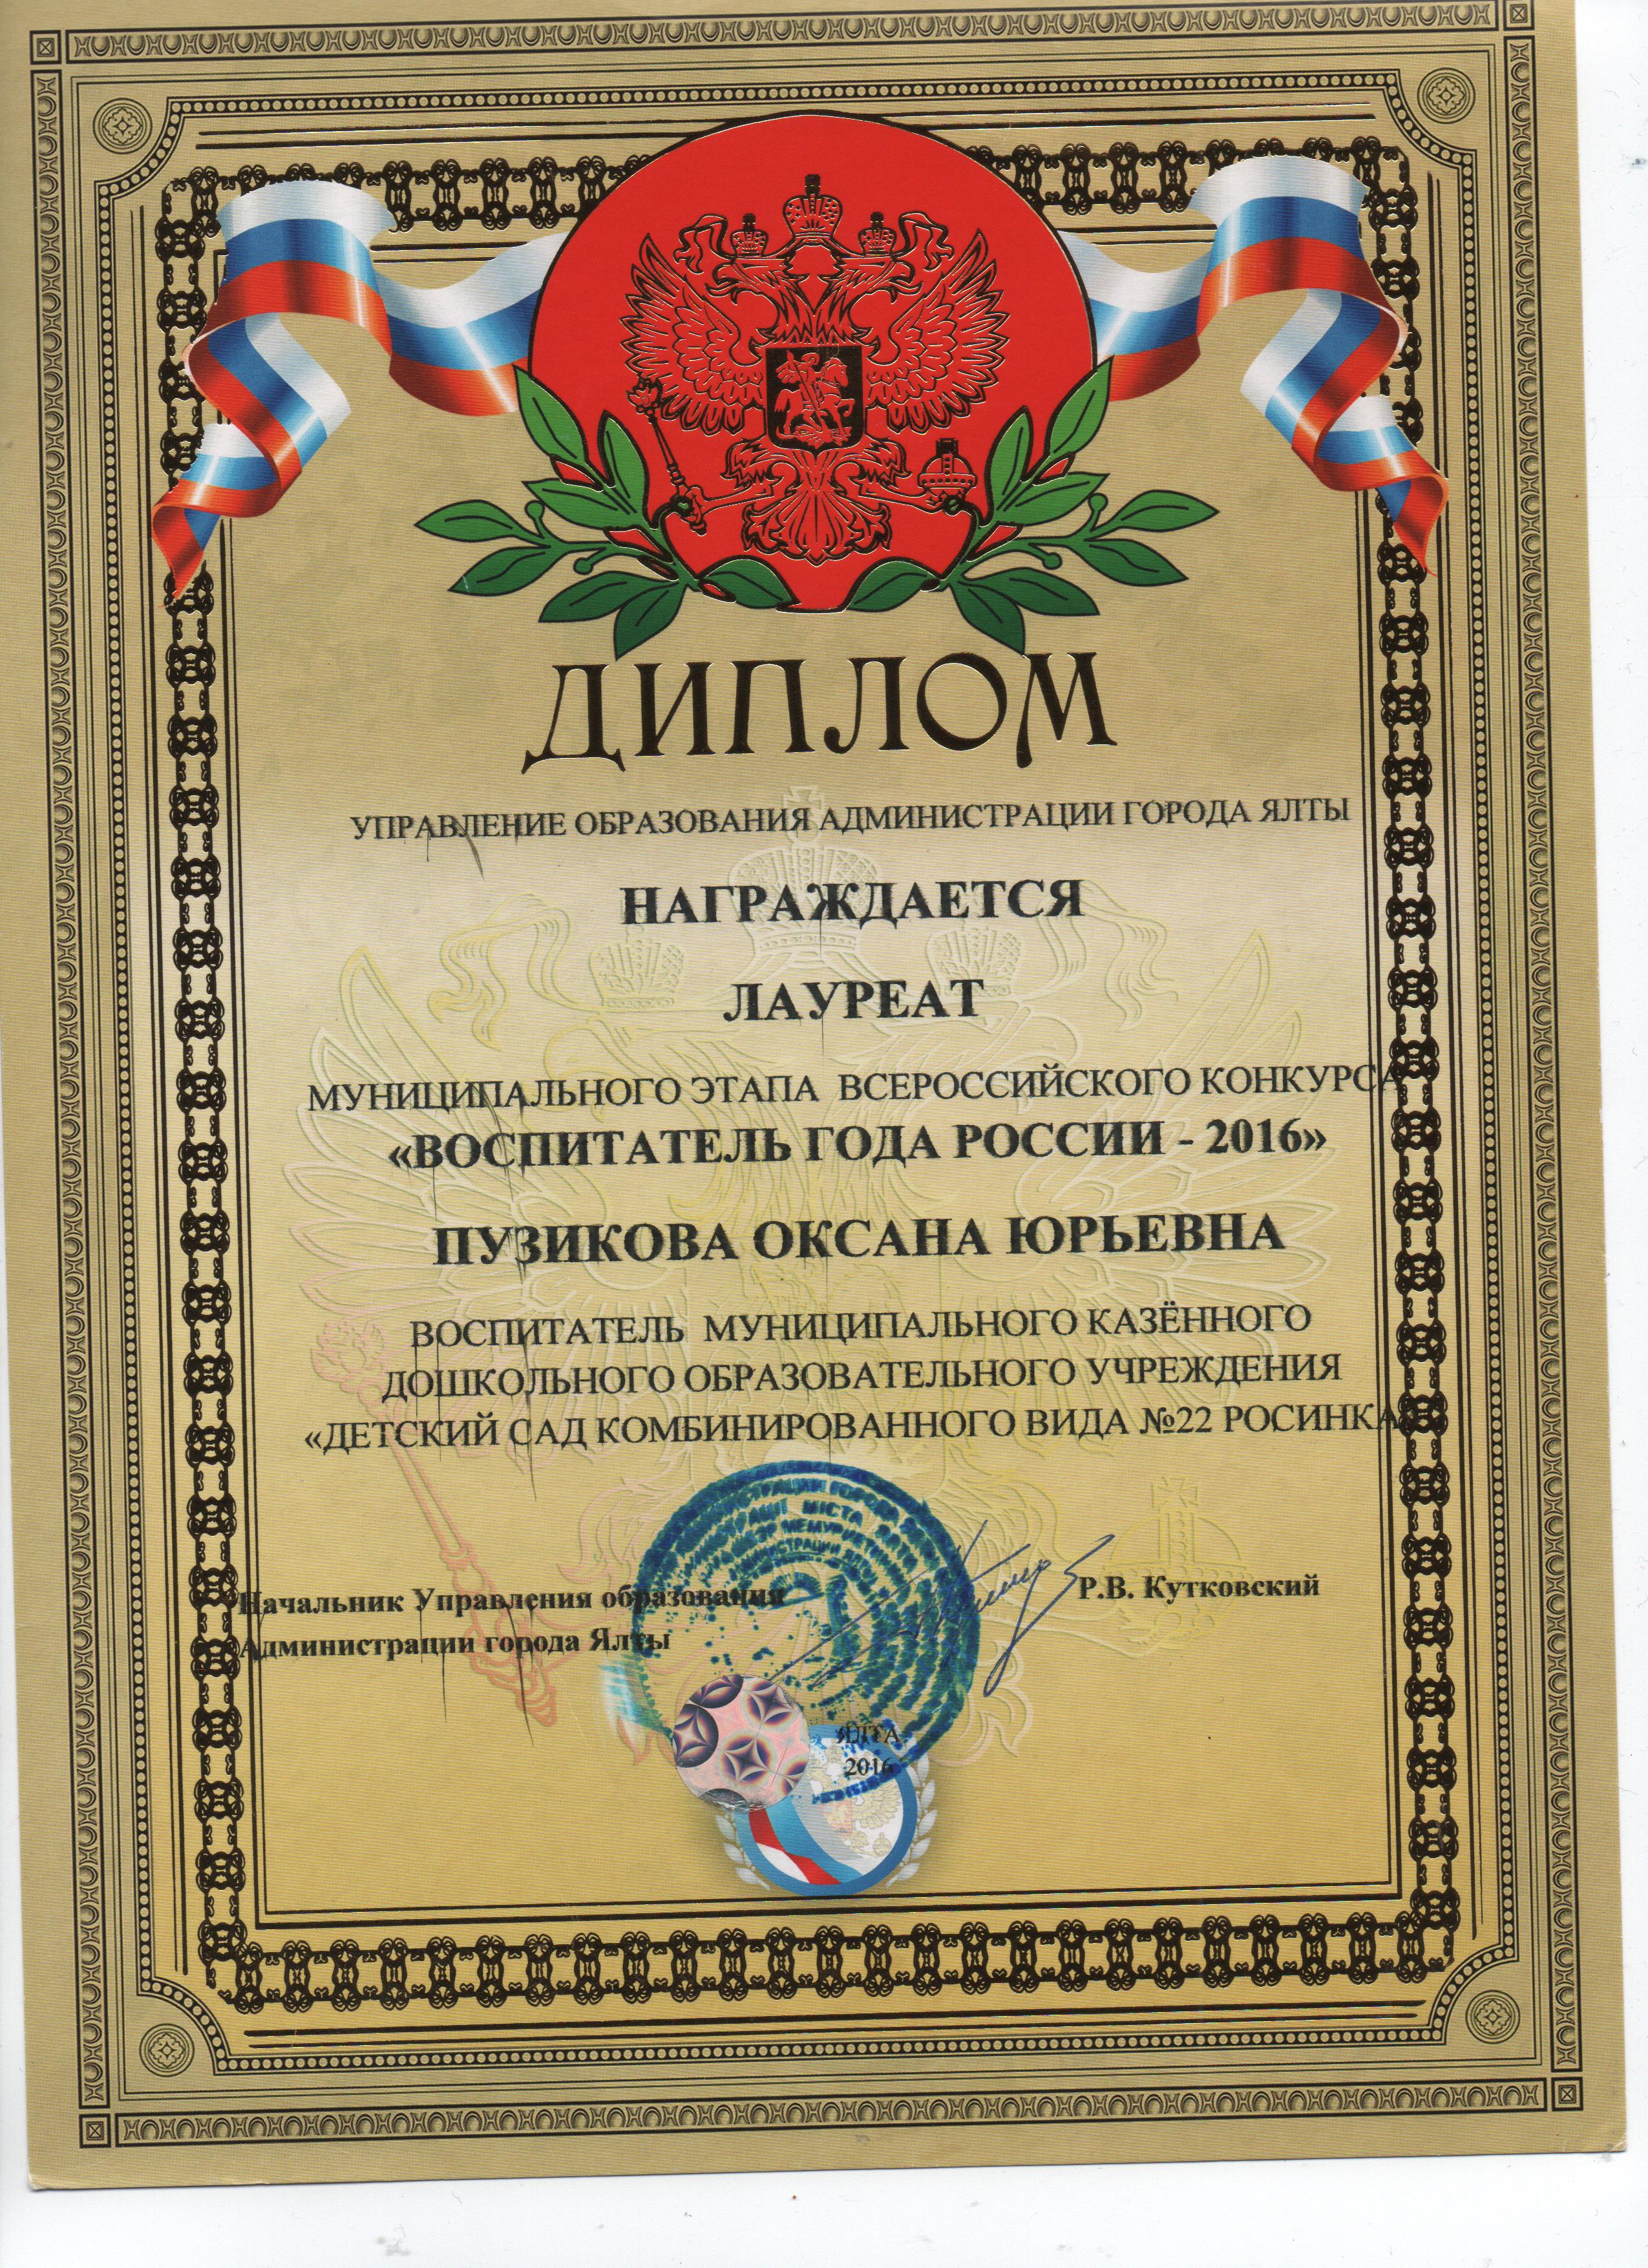 ДИПЛОМ
УПРАВЛЕНИЕ ОБРАЗОВАНИЯ АДМИНИСТРАЦИИ ГОРОДА ЯЛТЫ
НАГРАЖДАЕТСЯ
ЛАУРЕАТ
МУНИЦИПАЛЬНОГО ЭТАПА ВСЕРОССИЙСКОГО КОНКУРСА
«ВОСПИТАТЕЛЬ ГОДА РОССИИ - 2016»
ПУЗИКОВА ОКСАНА ЮРЬЕВНА
ВОСПИТАТЕЛЬ МУНИЦИПАЛЬНОГО КАЗЁННОГО
ДОШКОЛЬНОГО ОБРАЗОВАТЕЛЬНОГО УЧРЕЖДЕНИЯ
«ДЕТСКИЙ САД КОМБИНИРОВАННОГО ВИДА №22 РОСИНКА
Начальник Управления образования
Администрации города Ялты
Р.В. Кутковский
ЯЛТА
2016